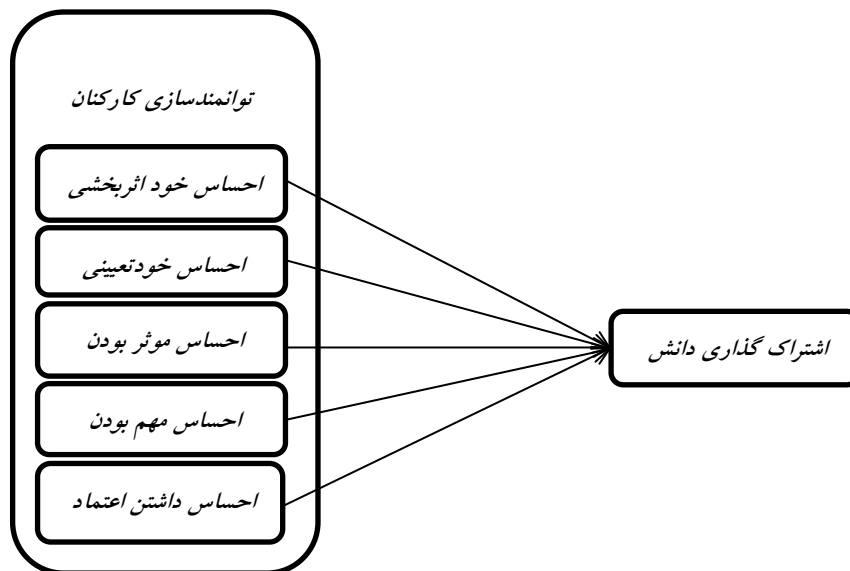 توانمندسازی کارکنان
احساس خود اثربخشی
احساس خودتعیینی
احساس موثر بودن
احساس مهم بودن
احساس داشتن اعتماد
اشتراک گذاری دانش